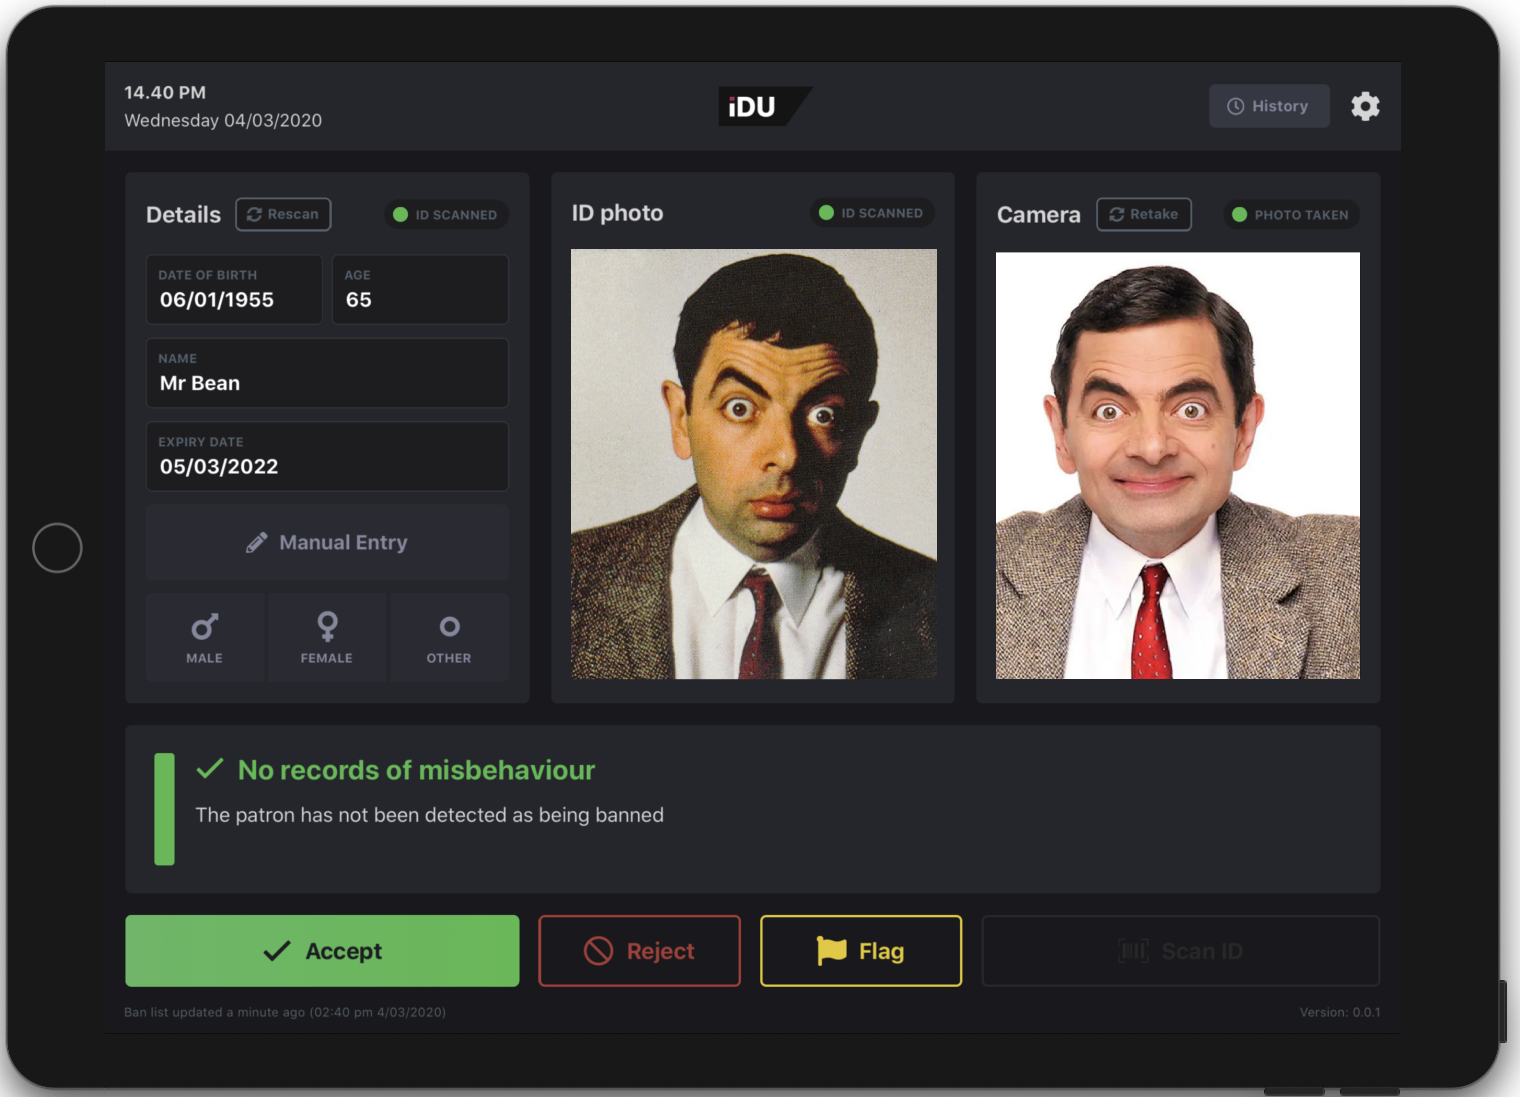 14.40 PM
Wednesday 04/03/2020
iDU
History
Details
Rescan
ID SCANNED
DATE OF BIRTH
06/01/1955
AGE
65
NAME
Mr Bean
EXPIRY DATE
05/03/2022
Manual Entry
MALE
FEMALE
OTHER
ID photo
ID SCANNED
Camera
Retake
PHOTO TAKEN
No records of misbehaviour
The patron has not been detected as being banned
Accept
Reject
Flag
Scan ID
Ban list updated a minute ago (02:40 pm 4/03/2020)
Version: 0.0.1